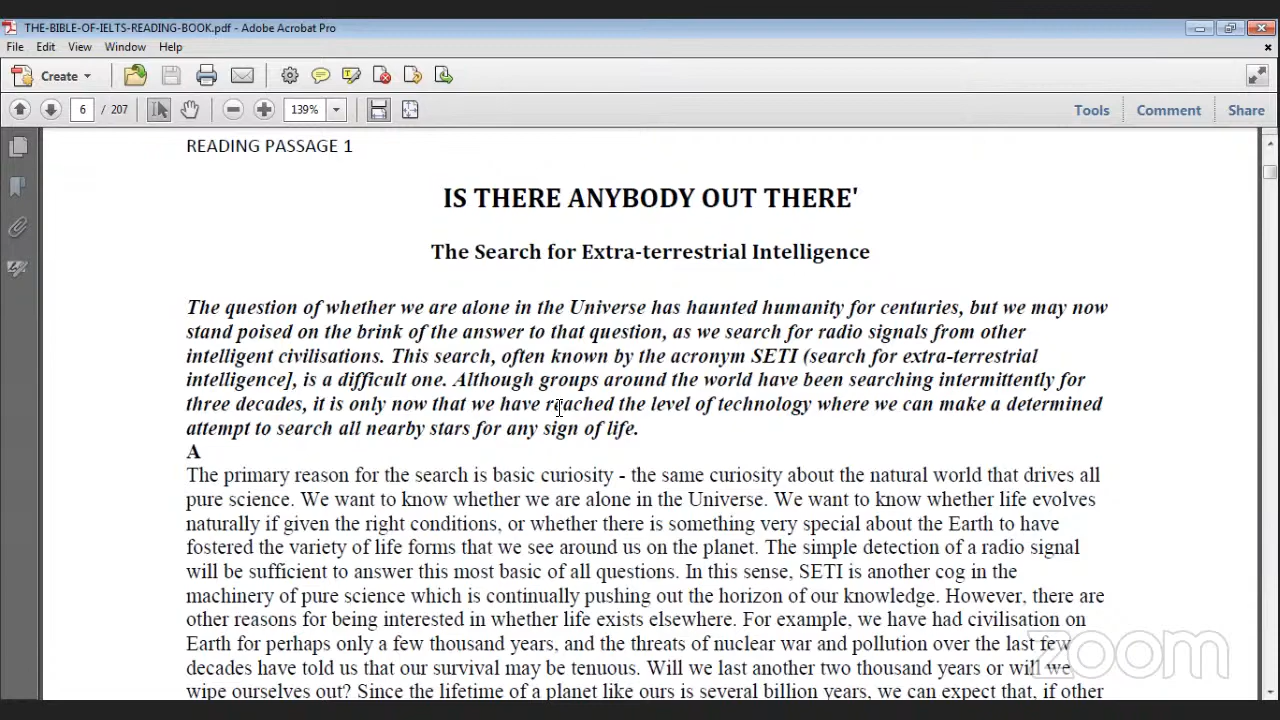 THE-BIBLE-OF-IELTS-READING-BOOK.pdf - Adobe Acrobat Pro
File Edit View Window Help
Create
6 / 207 139% Tools Comment Share
READING PASSAGE 1
IS THERE ANYBODY OUT THERE'
The Search for Extra-terrestrial Intelligence
The question of whether we are alone in the Universe has haunted humanity for centuries, but we may now
stand poised on the brink of the answer to that question, as we search for radio signals from other
intelligent civilisations. This search, often known by the acronym SETI (search for extra-terrestrial
intelligence], is a difficult one. Although groups around the world have been searching intermittently for
three decades, it is only now that we have reached the level of technology where we can make a determined
attempt to search all nearby stars for any sign of life.
A
The primary reason for the search is basic curiosity - the same curiosity about the natural world that drives all
pure science. We want to know whether we are alone in the Universe. We want to know whether life evolves
naturally if given the right conditions, or whether there is something very special about the Earth to have
fostered the variety of life forms that we see around us on the planet. The simple detection of a radio signal
will be sufficient to answer this most basic of all questions. In this sense, SETI is another cog in the
machinery of pure science which is continually pushing out the horizon of our knowledge. However, there are
other reasons for being interested in whether life exists elsewhere. For example, we have had civilisation on
Earth for perhaps only a few thousand years, and the threats of nuclear war and pollution over the last few
decades have told us that our survival may be tenuous. Will we last another two thousand years or will we
wipe ourselves out? Since the lifetime of a planet like ours is several billion years, we can expect that, if other
zoom